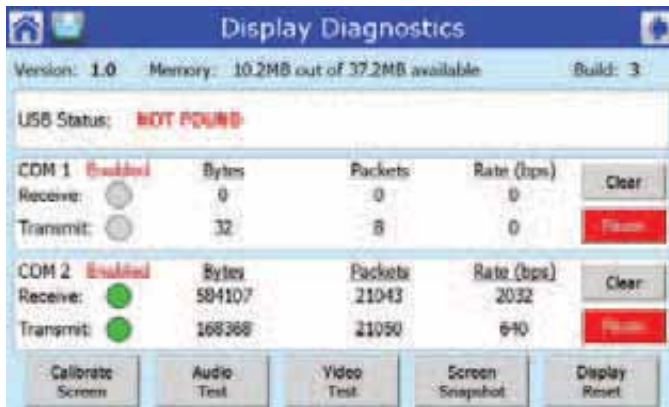 Display Diagnostics
Version: 1.0 Memory: 10.2MB out of 37.2MB available Build: 3
USB Status: NOT FOUND
COM 1 Enabled Bytes Packets Rate (bps)
Receive: 0 0 0
Clear
Transmit: 32 8 0
Pause
COM 2 Enabled Bytes Packets Rate (bps)
Receive: 584107 21043 2032
Clear
Transmit: 168368 21050 640
Pause
Calibrate Screen
Audio Test
Video Test
Screen Snapshot
Display Reset